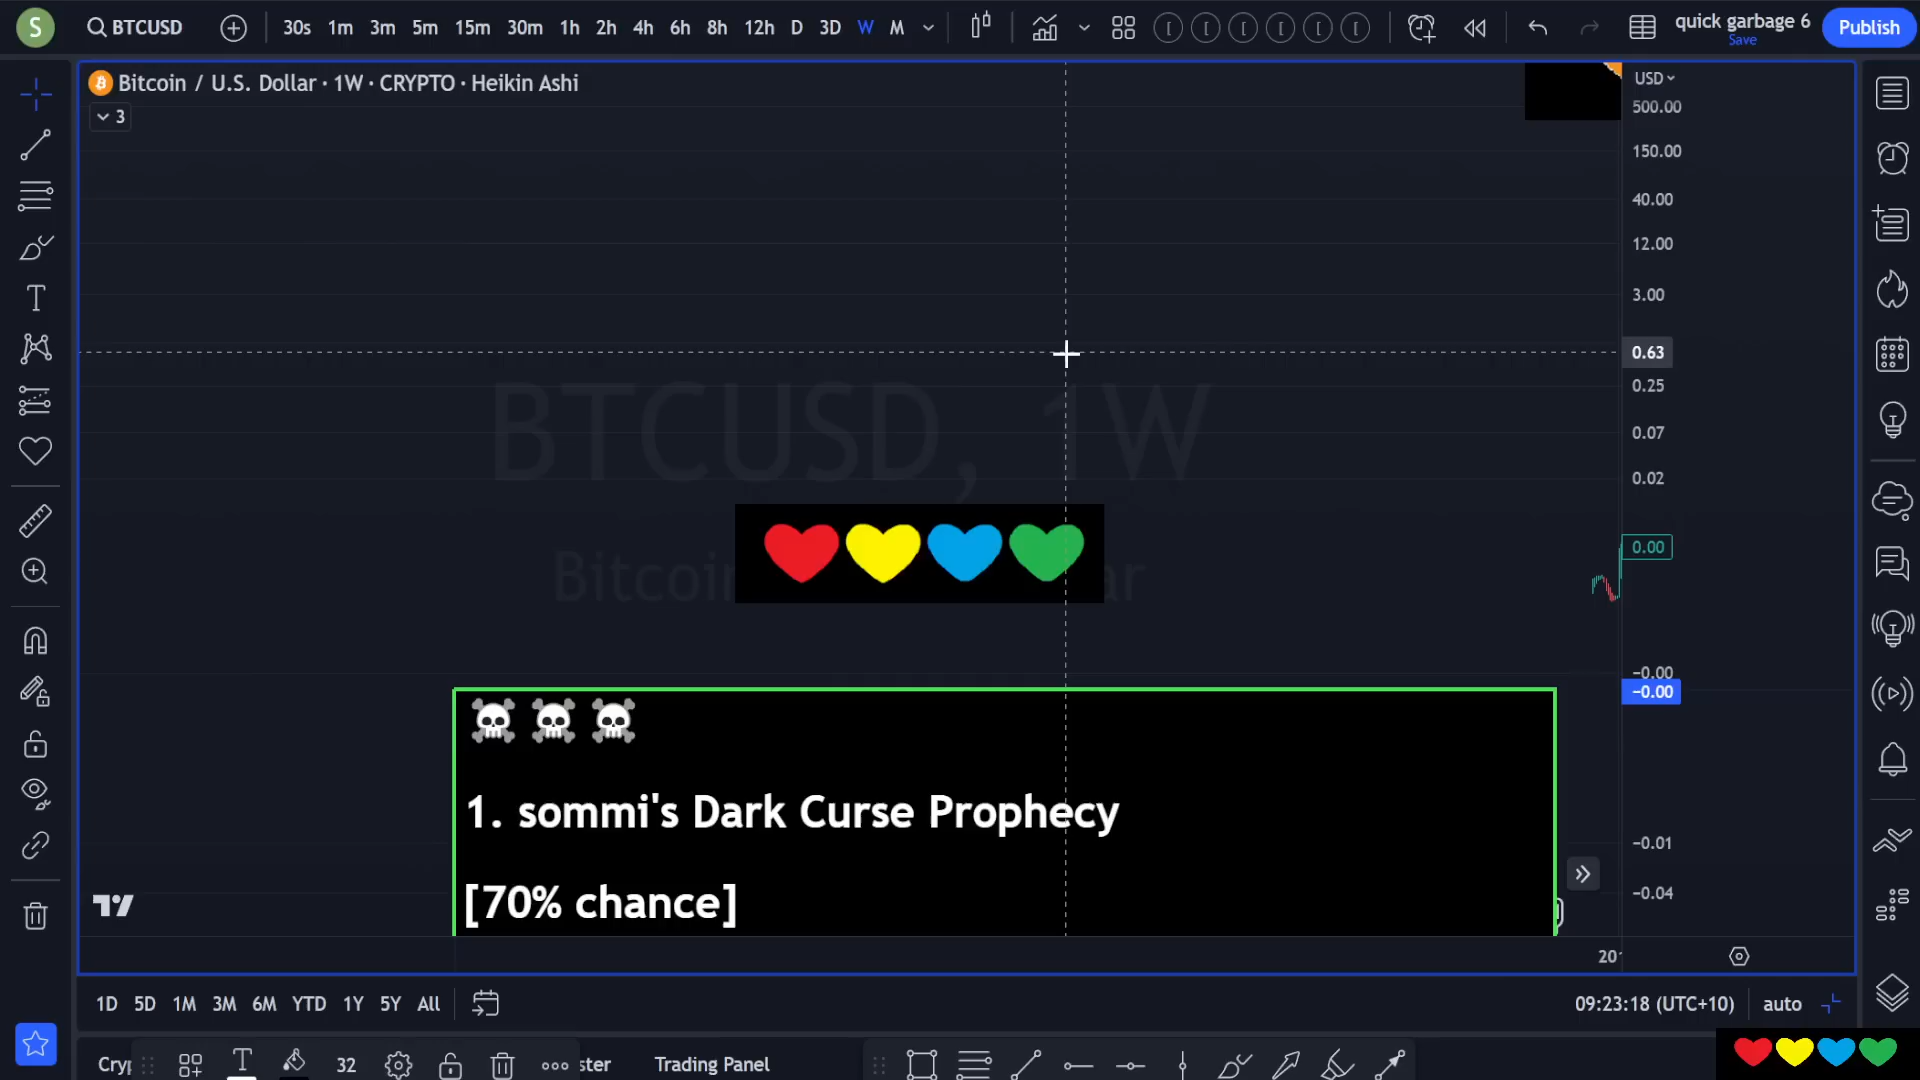 S BTCUSD 30s 1m 3m 5m 15m 30m 1h 2h 4h 6h 8h 12h D 3D W M quick garbage 6 Save Publish
Bitcoin / U.S. Dollar · 1W · CRYPTO · Heikin Ashi
3
USD
500.00
150.00
40.00
12.00
3.00
0.63
0.25
0.07
0.02
0.00
−0.00
−0.00
−0.01
−0.04
BTCUSD, 1W
1. sommi's Dark Curse Prophecy
[70% chance]
1D 5D 1M 3M 6M YTD 1Y 5Y All
09:23:18 (UTC+10) auto
32
Trading Panel